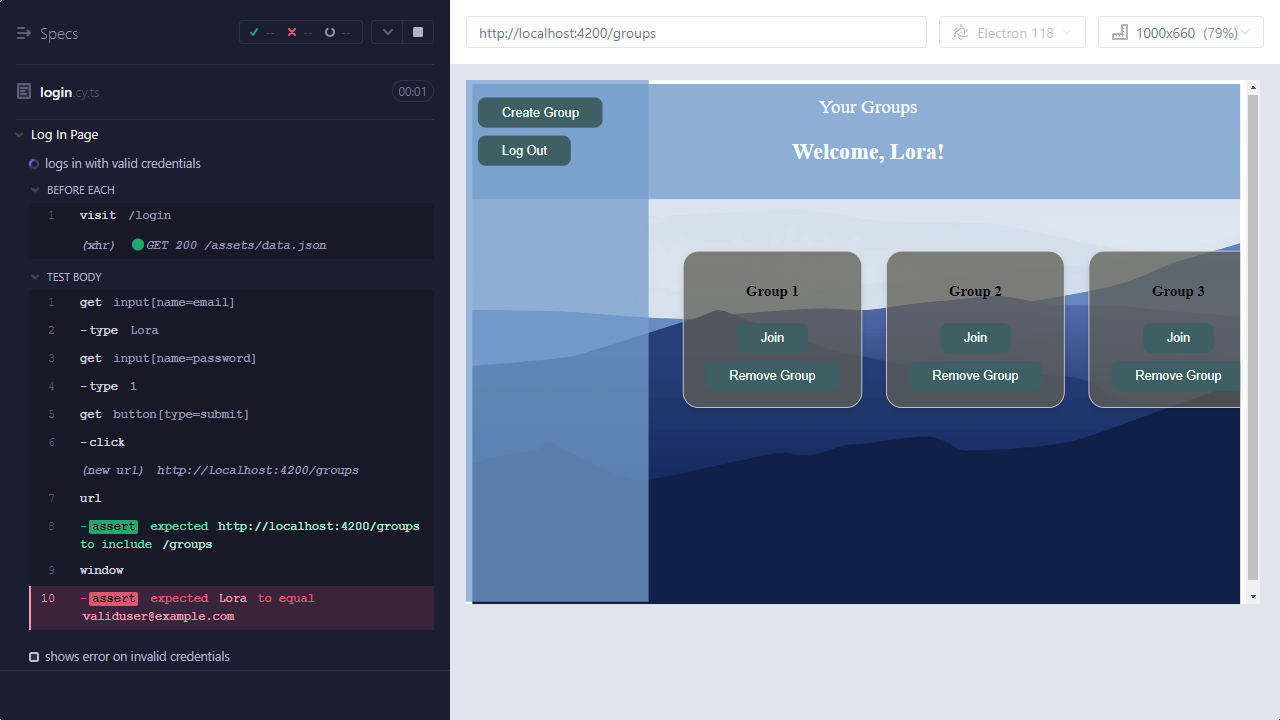 Specs
-- -- --
login.cy.ts
00:01
Log In Page
logs in with valid credentials
BEFORE EACH
1 visit /login
(xhr) GET 200 /assets/data.json
TEST BODY
1 get input[name=email]
2 -type Lora
3 get input[name=password]
4 -type 1
5 get button[type=submit]
6 -click
(new url) http://localhost:4200/groups
7 url
8 -assert expected http://localhost:4200/groups
to include /groups
9 window
10 -assert expected Lora to equal
validuser@example.com
shows error on invalid credentials
http://localhost:4200/groups
Electron 118
1000x660 (79%)
Create Group
Log Out
Your Groups
Welcome, Lora!
Group 1
Join
Remove Group
Group 2
Join
Remove Group
Group 3
Join
Remove Group